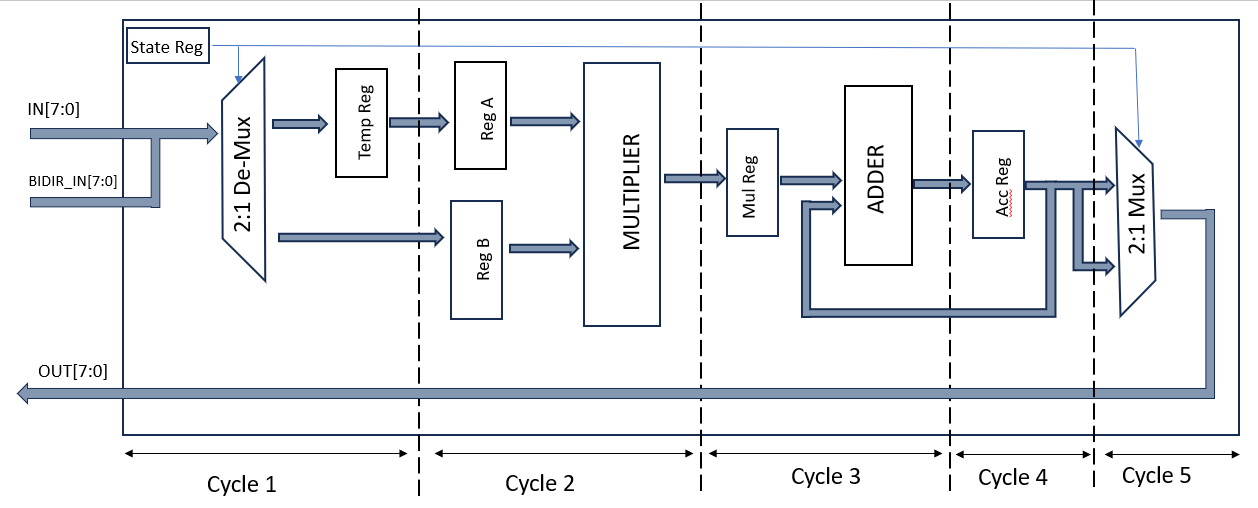 State Reg
IN[7:0]
BIDIR_IN[7:0]
2:1 De-Mux
Temp Reg
Reg A
Reg B
MULTIPLIER
Mul Reg
ADDER
Acc Reg
2:1 Mux
OUT[7:0]
Cycle 1
Cycle 2
Cycle 3
Cycle 4
Cycle 5